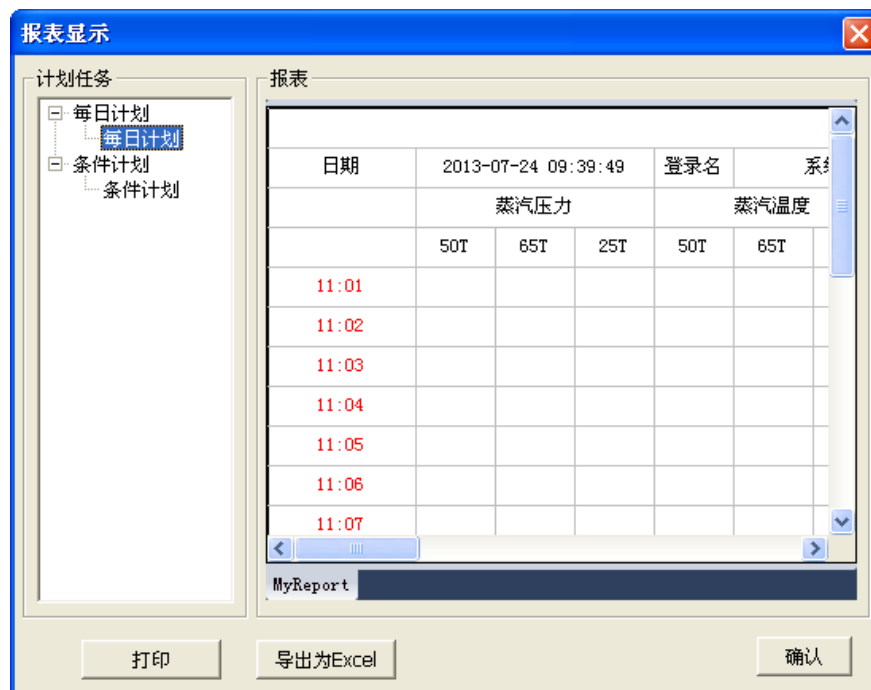 报表显示
计划任务
每日计划
每日计划
条件计划
条件计划
报表
日期 2013-07-24 09:39:49 登录名
蒸汽压力 蒸汽温度
50T 65T 25T 50T 65T
11:01
11:02
11:03
11:04
11:05
11:06
11:07
MyReport
打印 导出为Excel 确认